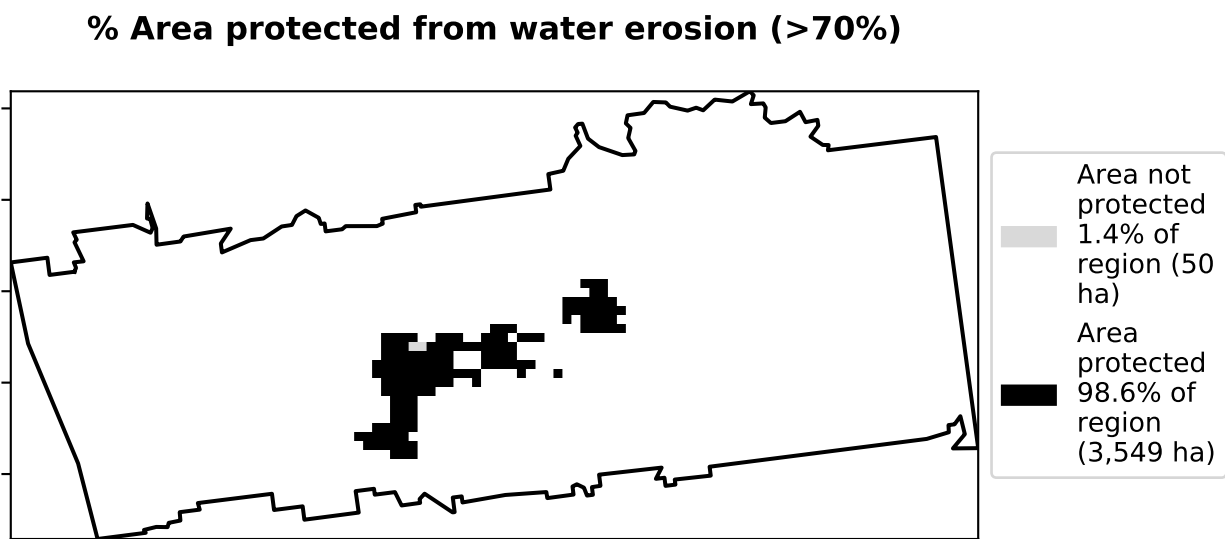 % Area protected from water erosion (>70%)
Area not
protected
1.4% of
region (50
ha)
Area
protected
98.6% of
region
(3,549 ha)